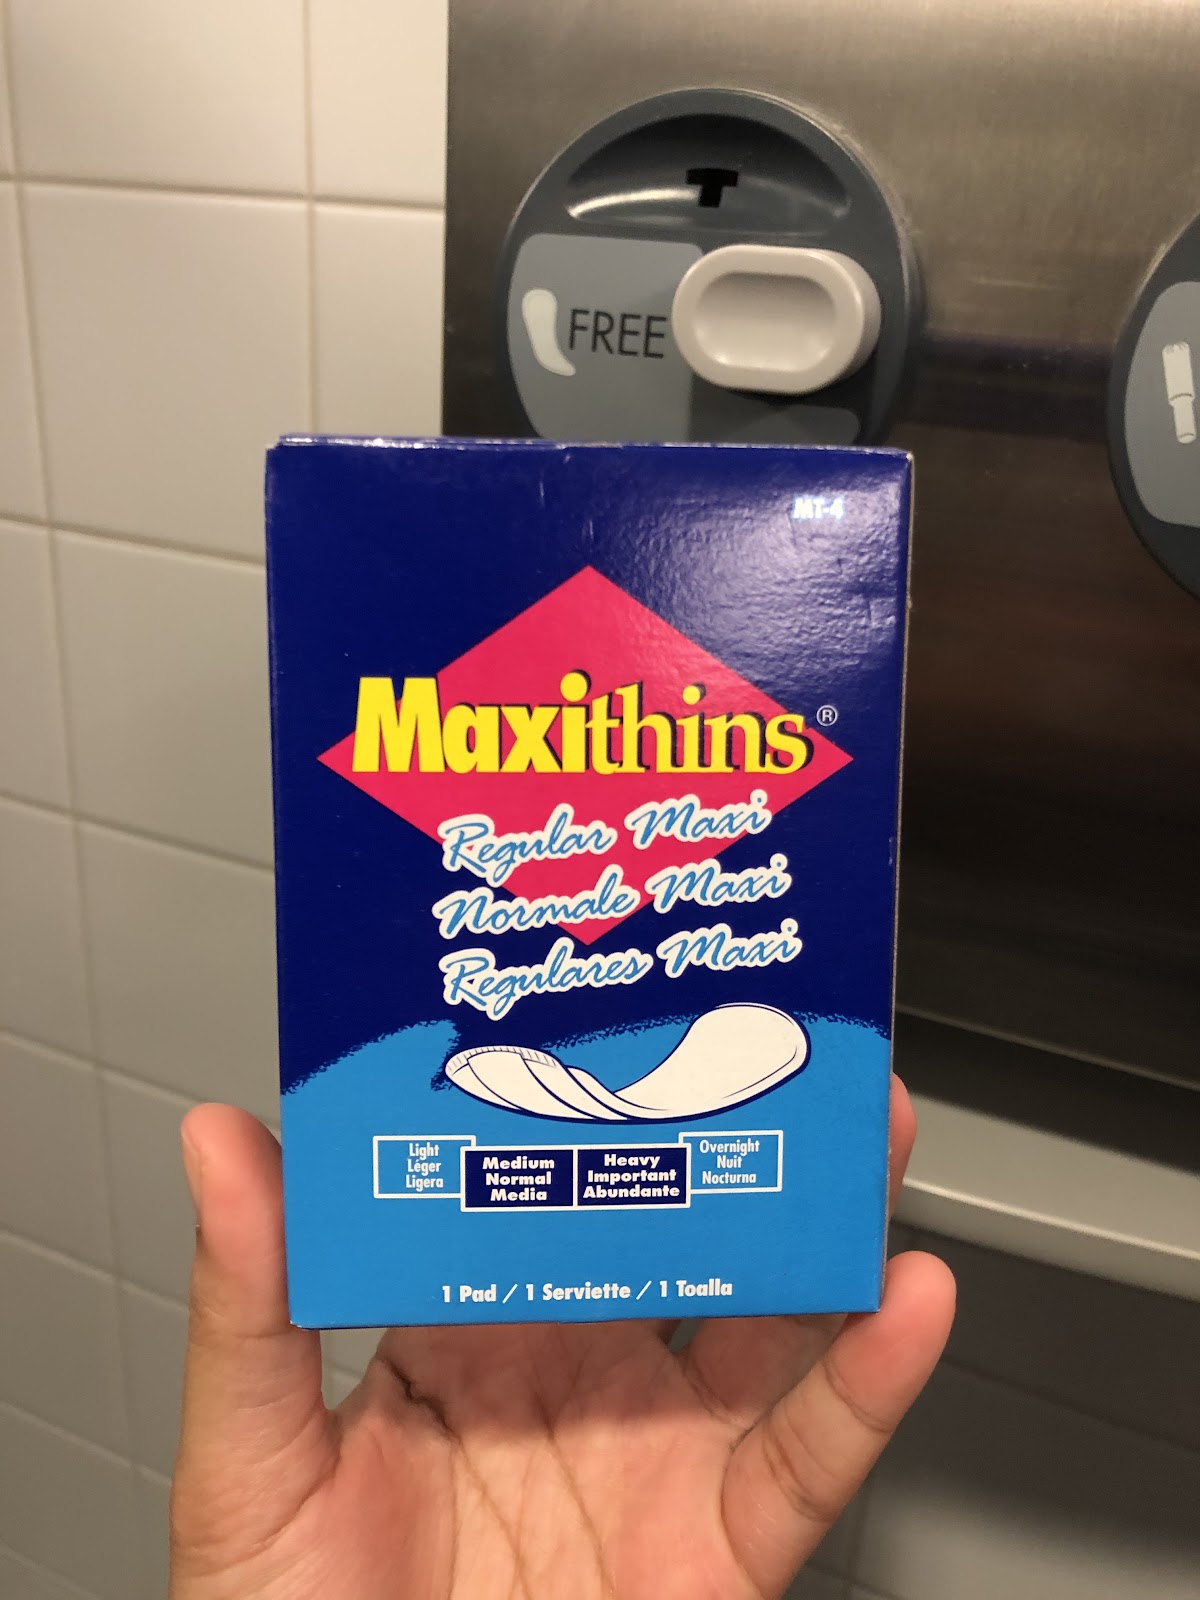 FREE
MT-4
Maxithins®
Regular Maxi
Normale Maxi
Regulares Maxi
Light
Léger
Ligera
Medium
Normal
Media
Heavy
Important
Abundante
Overnight
Nuit
Nocturna
1 Pad / 1 Serviette / 1 Toalla